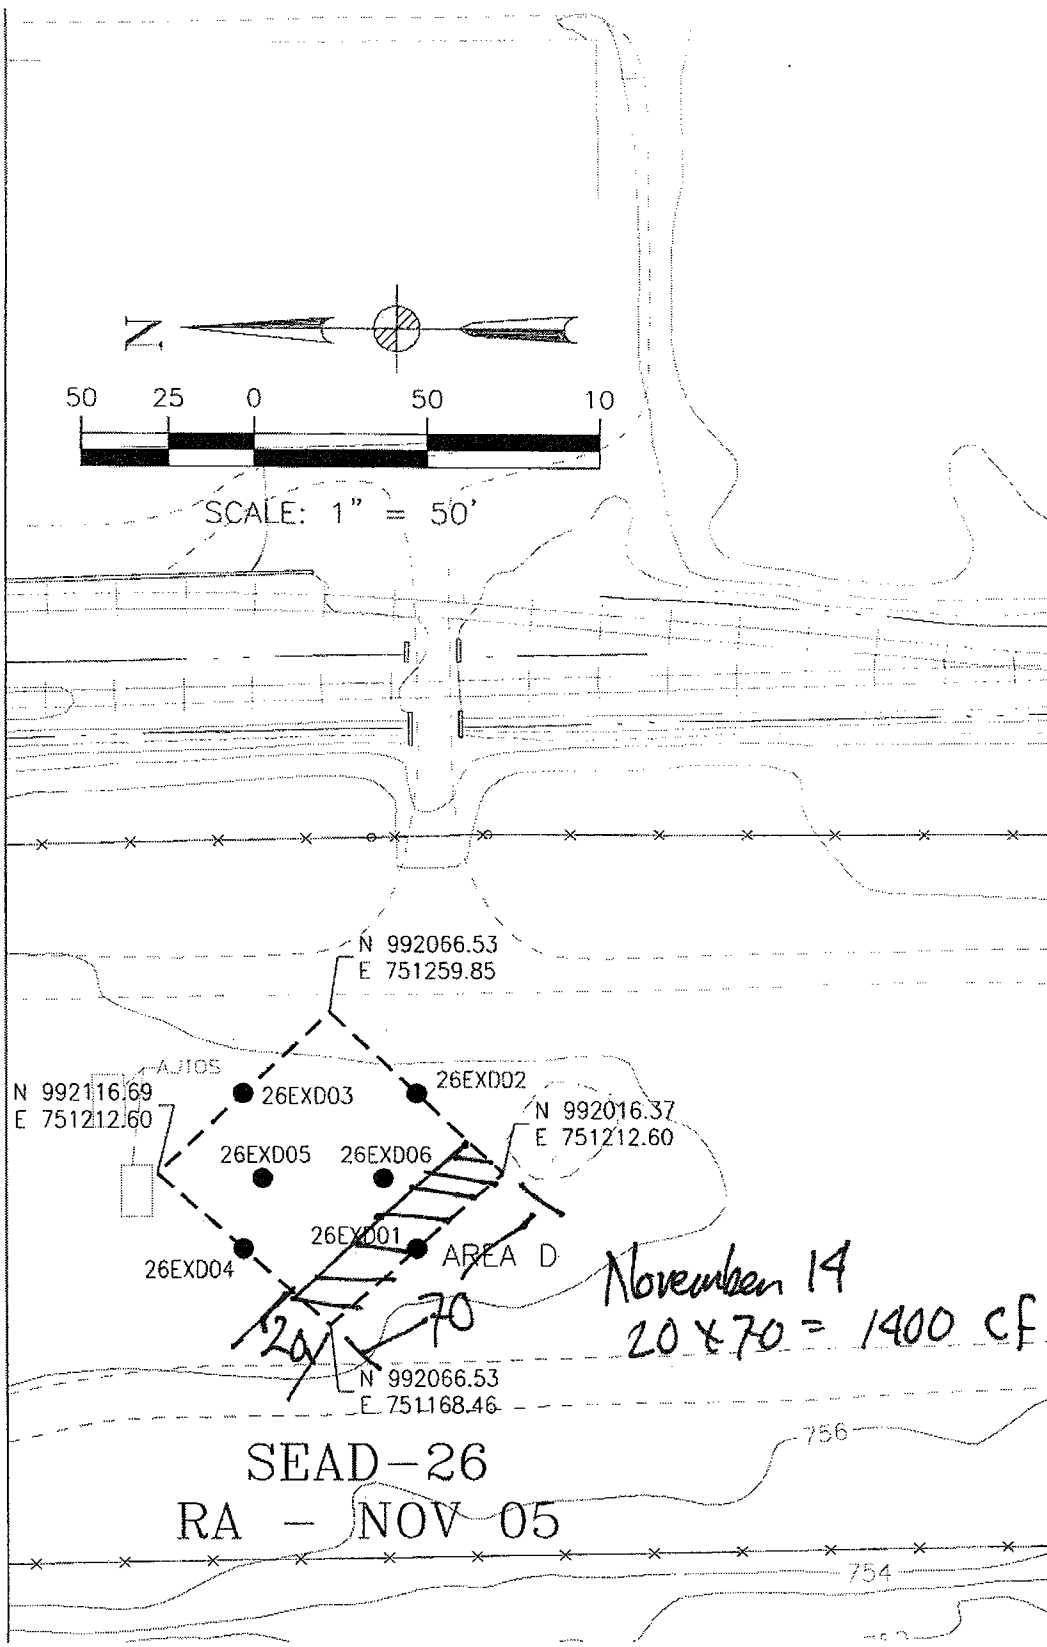 N
50 25 0 50 10
SCALE: 1" = 50'
N 992066.53
E 751259.85
AUTOS
N 992116.69
E 751212.60
26EXD03
26EXD02
N 992016.37
E 751212.60
26EXD05
26EXD06
26EXD01
26EXD04
AREA D
20
70
November 14
20 x 70 = 1400 cf
N 992066.53
E 751168.46
756
SEAD-26
RA - NOV 05
754